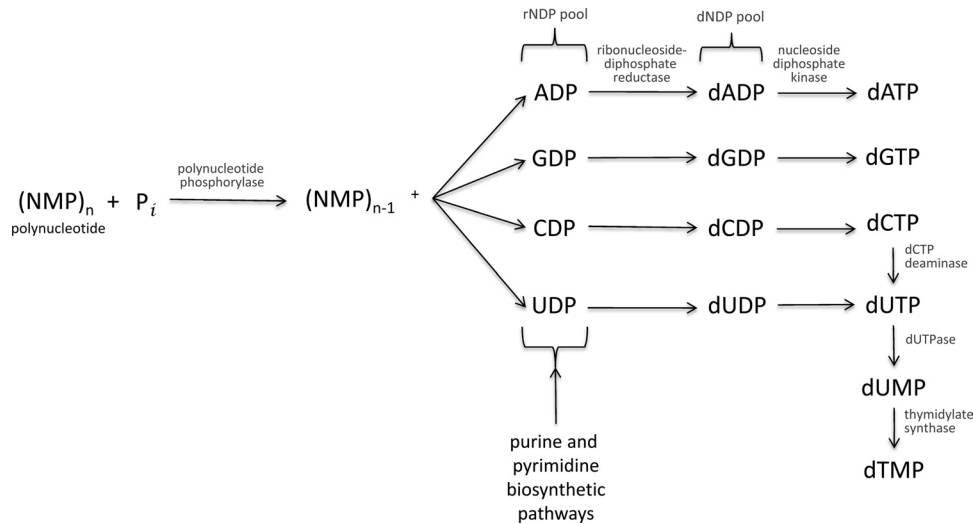 rNDP pool
dNDP pool
ribonucleoside-
diphosphate
reductase
nucleoside
diphosphate
kinase
ADP
dADP
dATP
GDP
dGDP
dGTP
polynucleotide
phosphorylase
(NMP)n + Pi
(NMP)n-1 +
polynucleotide
CDP
dCDP
dCTP
dCTP
deaminase
UDP
dUDP
dUTP
dUTPase
dUMP
thymidylate
synthase
dTMP
purine and
pyrimidine
biosynthetic
pathways